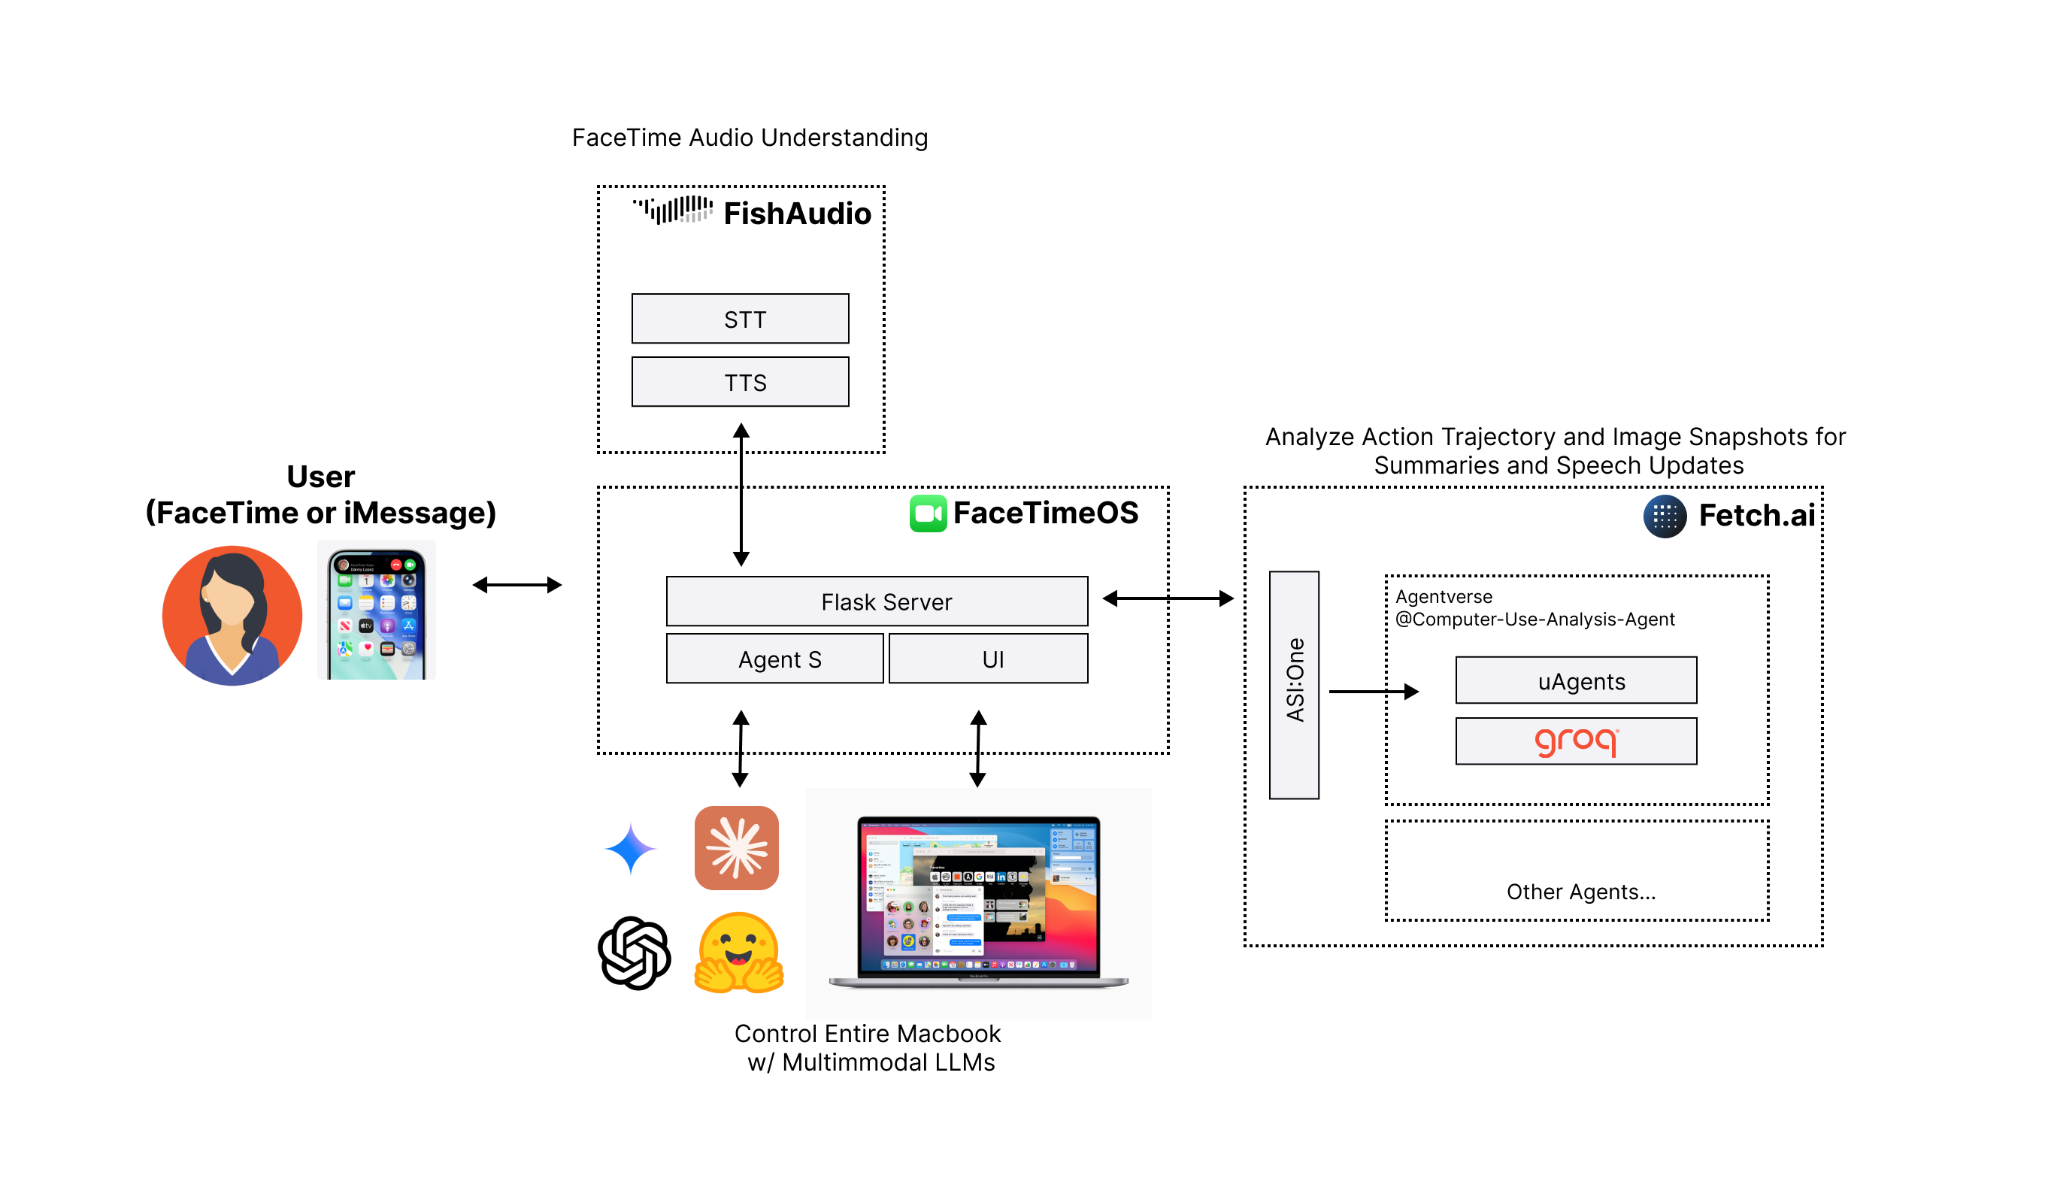 FaceTime Audio Understanding
FishAudio
STT
TTS
User
(FaceTime or iMessage)
FaceTimeOS
Flask Server
Agent S
UI
Control Entire Macbook
w/ Multimmodal LLMs
Analyze Action Trajectory and Image Snapshots for
Summaries and Speech Updates
Fetch.ai
ASI:One
Agentverse
@Computer-Use-Analysis-Agent
uAgents
groq
Other Agents...